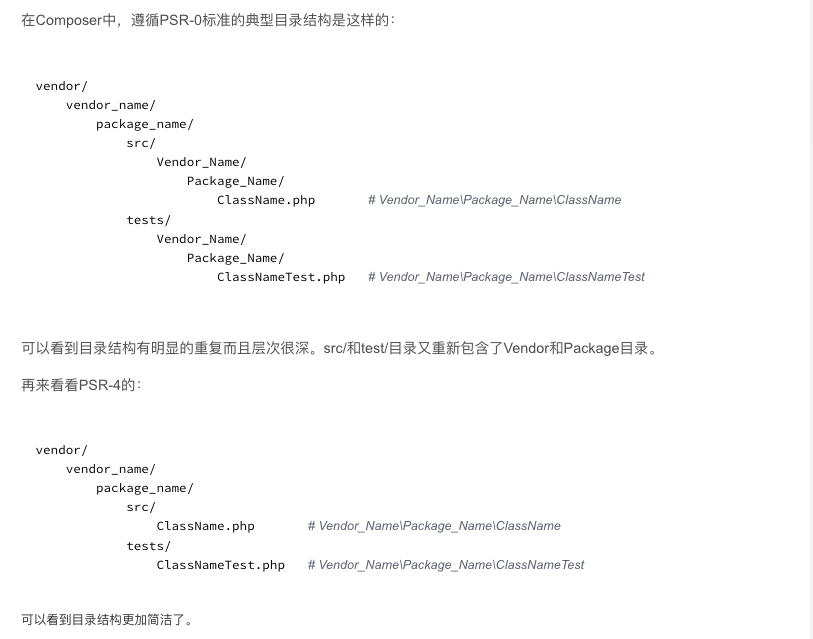 在Composer中，遵循PSR-0标准的典型目录结构是这样的：
vendor/
vendor_name/
package_name/
src/
Vendor_Name/
Package_Name/
ClassName.php # Vendor_Name\Package_Name\ClassName
tests/
Vendor_Name/
Package_Name/
ClassNameTest.php # Vendor_Name\Package_Name\ClassNameTest
可以看到目录结构有明显的重复而且层次很深。src/和test/目录又重新包含了Vendor和Package目录。
再来看看PSR-4的：
vendor/
vendor_name/
package_name/
src/
ClassName.php # Vendor_Name\Package_Name\ClassName
tests/
ClassNameTest.php # Vendor_Name\Package_Name\ClassNameTest
可以看到目录结构更加简洁了。